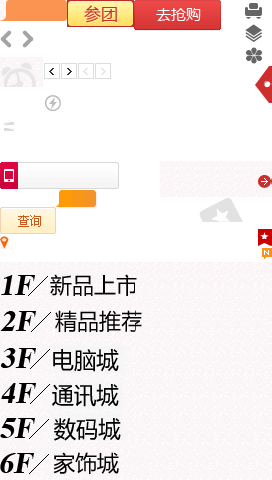 参团 去抢购
查询
N
1F/ 新品上市
2F/ 精品推荐
3F/ 电脑城
4F/ 通讯城
5F/ 数码城
6F/ 家饰城